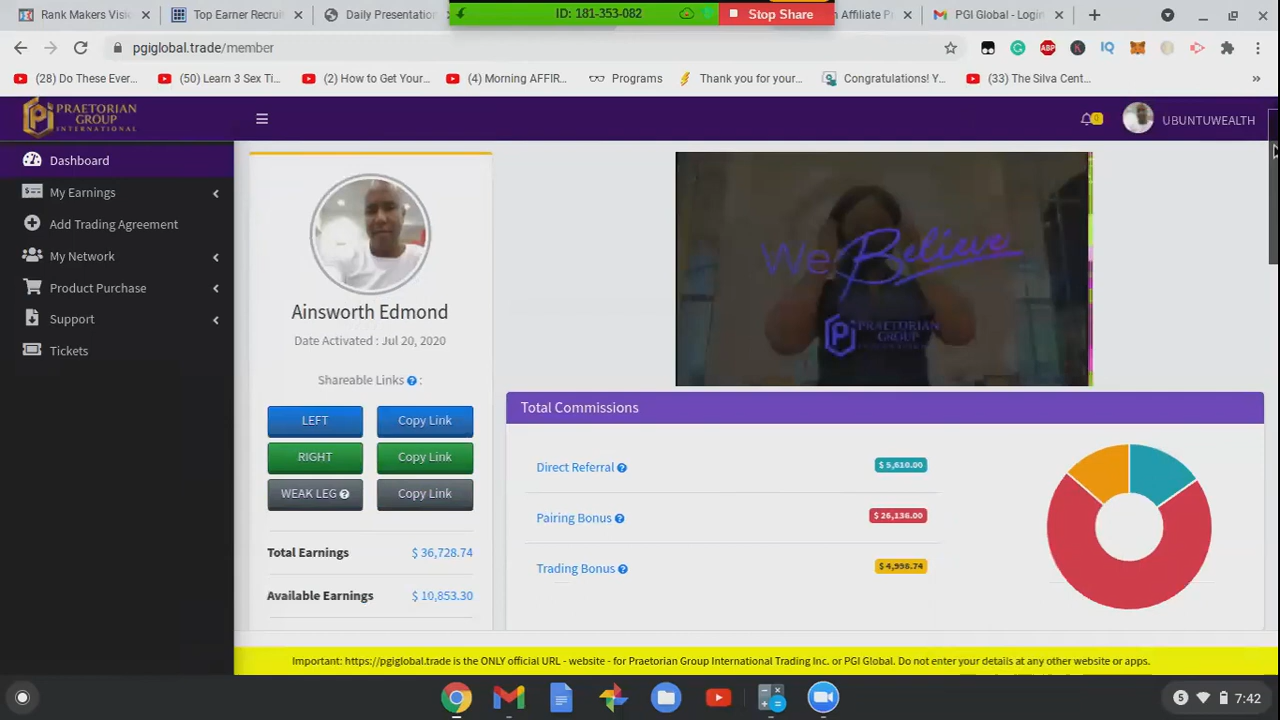 Rank Makers Visi
Top Earner Recrui
Daily Presentation
ID: 181-353-082
Stop Share
n Affiliate P
PGI Global - Login
pgiglobal.trade/member
(28) Do These Ever...
(50) Learn 3 Sex Ti...
(2) How to Get Your...
(4) Morning AFFIR...
Programs
Thank you for your...
Congratulations! Y...
(33) The Silva Cent...
PRAETORIAN
GROUP
INTERNATIONAL
0
UBUNTUWEALTH
Dashboard
My Earnings
Add Trading Agreement
My Network
Product Purchase
Support
Tickets
Ainsworth Edmond
Date Activated : Jul 20, 2020
Shareable Links ? :
LEFT
Copy Link
RIGHT
Copy Link
WEAK LEG ?
Copy Link
Total Earnings
$ 36,728.74
Available Earnings
$ 10,853.30
We Believe
PRAETORIAN
GROUP
Total Commissions
Direct Referral ?
$ 5,610.00
Pairing Bonus ?
$ 26,136.00
Trading Bonus ?
$ 4,998.74
Important: https://pgiglobal.trade is the ONLY official URL - website - for Praetorian Group International Trading Inc. or PGI Global. Do not enter your details at any other website or apps.
5
7:42